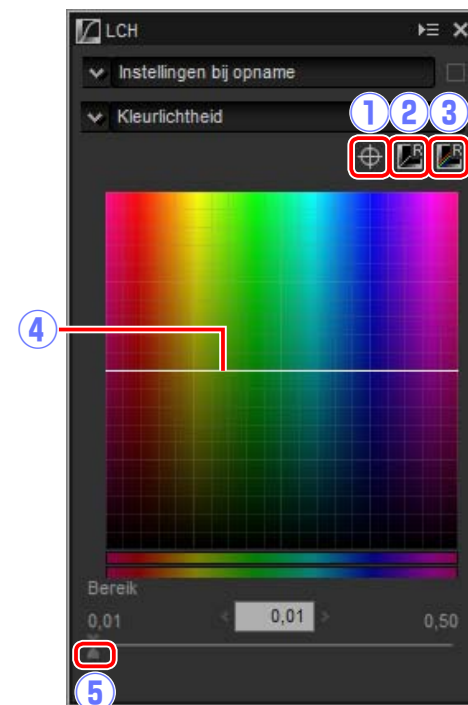 LCH
Instellingen bij opname
Kleurlichtheid
1 2 3
R R
4
Bereik
0,01 < 0,01 > 0,50
5